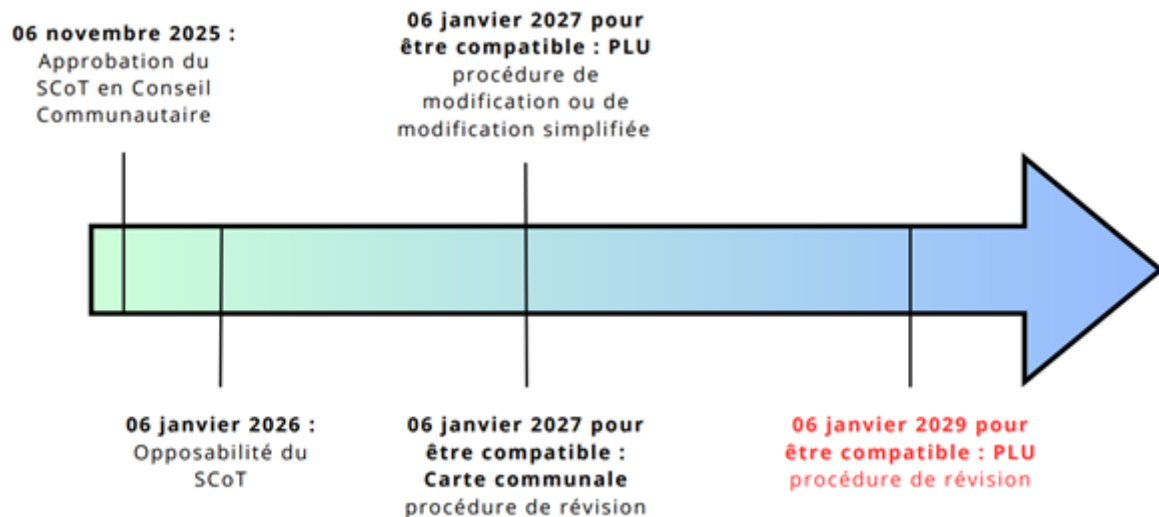 06 novembre 2025 :
Approbation du
SCoT en Conseil
Communautaire
06 janvier 2027 pour
être compatible : PLU
procédure de
modification ou de
modification simplifiée
06 janvier 2026 :
Opposabilité du
SCoT
06 janvier 2027 pour
être compatible :
Carte communale
procédure de révision
06 janvier 2029 pour
être compatible : PLU
procédure de révision